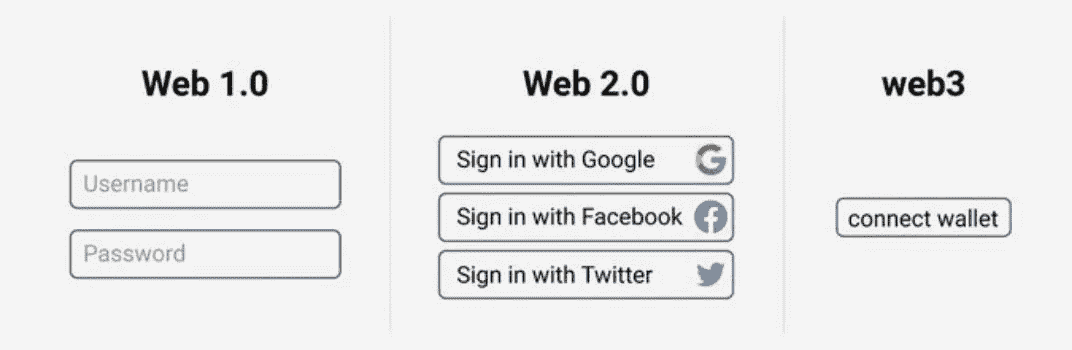 Web 1.0
Username
Password
Web 2.0
Sign in with Google
Sign in with Facebook
Sign in with Twitter
web3
connect wallet